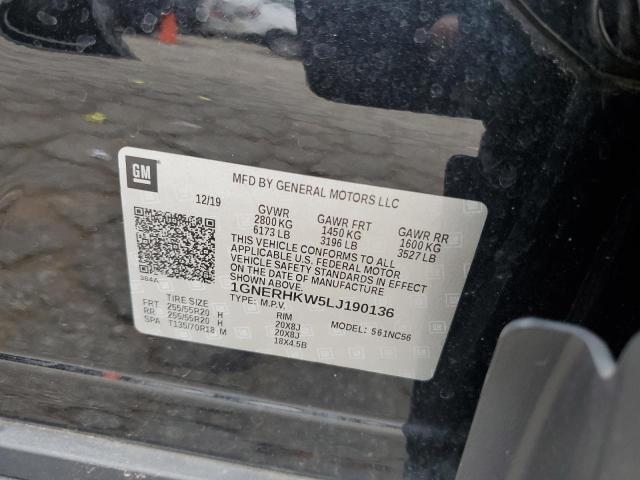 GM
MFD BY GENERAL MOTORS LLC
12/19
GVWR GAWR FRT GAWR RR
2800 KG 1450 KG 1600 KG
6173 LB 3196 LB 3527 LB
THIS VEHICLE CONFORMS TO ALL
APPLICABLE U.S. FEDERAL MOTOR
VEHICLE SAFETY STANDARDS IN EFFECT
ON THE DATE OF MANUFACTURE
SHOWN ABOVE.
1GNERHKW5LJ190136
TYPE: M.P.V. MODEL: 561NC56
384A
TIRE SIZE RIM
FRT 255/55R20 H 20X8J
RR 255/55R20 H 20X8J
SPA T135/70R18 M 18X4.5B